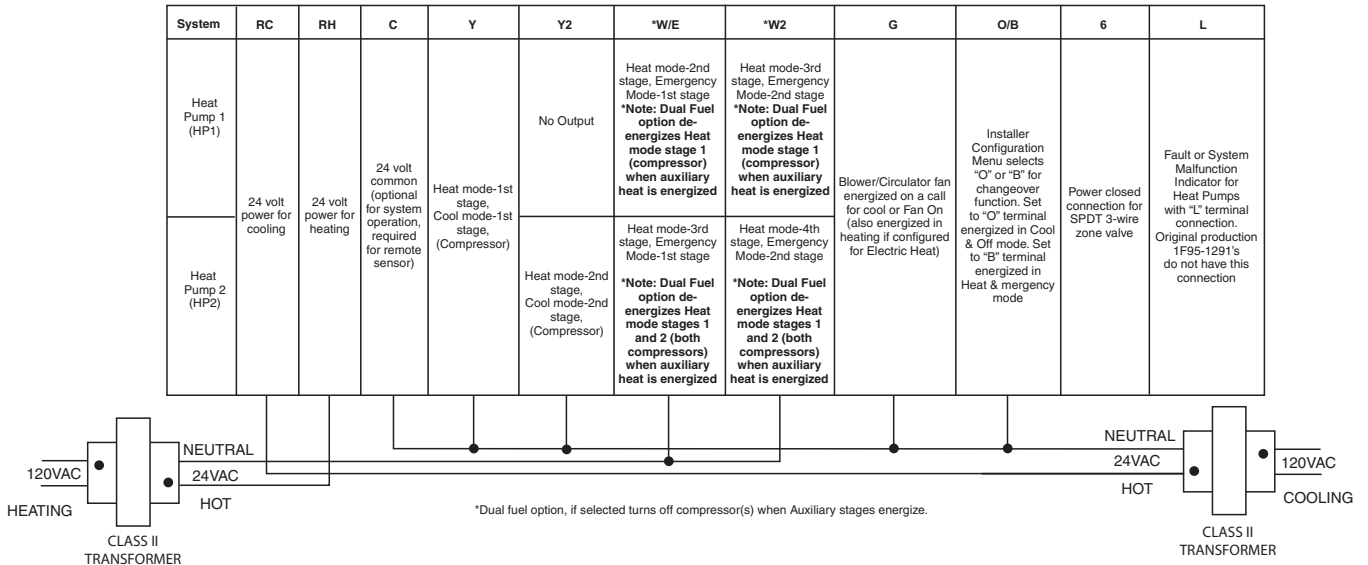 System RC RH C Y Y2 *W/E *W2 G O/B 6 L
Heat
Pump 1
(HP1)
24 volt
power for
cooling
24 volt
power for
heating
24 volt
common
(optional
for system
operation,
required
for remote
sensor)
Heat mode-1st
stage,
Cool mode-1st
stage,
(Compressor)
No Output
Heat mode-2nd
stage, Emergency
Mode-1st stage
*Note: Dual Fuel
option de-
energizes Heat
mode stage 1
(compressor)
when auxiliary
heat is energized
Heat mode-3rd
stage, Emergency
Mode-2nd stage
*Note: Dual Fuel
option de-
energizes Heat
mode stage 1
(compressor)
when auxiliary
heat is energized
Blower/Circulator fan
energized on a call
for cool or Fan On
(also energized in
heating if configured
for Electric Heat)
Installer
Configuration
Menu selects
“O” or “B” for
changeover
function. Set
to “O” terminal
energized in Cool
& Off mode. Set
to “B” terminal
energized in
Heat & mergency
mode
Power closed
connection for
SPDT 3-wire
zone valve
Fault or System
Malfunction
Indicator for
Heat Pumps
with “L” terminal
connection.
Original production
1F95-1291’s
do not have this
connection
Heat
Pump 2
(HP2)
Heat mode-2nd
stage,
Cool mode-2nd
stage,
(Compressor)
Heat mode-3rd
stage, Emergency
Mode-1st stage
*Note: Dual Fuel
option de-
energizes Heat
mode stages 1
and 2 (both
compressors)
when auxiliary
heat is energized
Heat mode-4th
stage, Emergency
Mode-2nd stage
*Note: Dual Fuel
option de-
energizes Heat
mode stages 1
and 2 (both
compressors)
when auxiliary
heat is energized
120VAC
HEATING
NEUTRAL
24VAC
HOT
CLASS II
TRANSFORMER
*Dual fuel option, if selected turns off compressor(s) when Auxiliary stages energize.
NEUTRAL
24VAC
HOT
120VAC
COOLING
CLASS II
TRANSFORMER